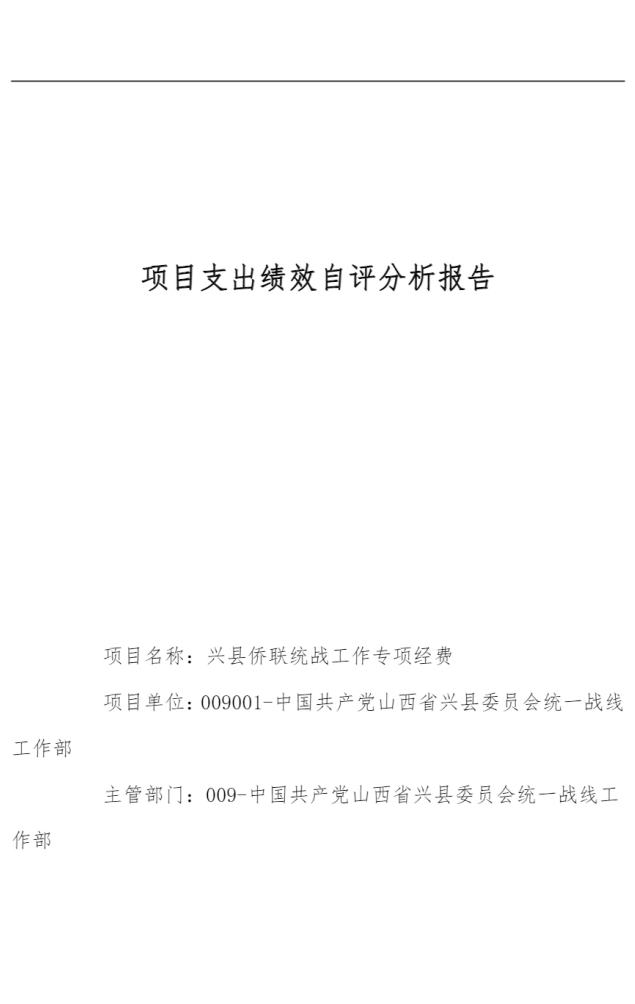 项目支出绩效自评分析报告
项目名称：兴县侨联统战工作专项经费
项目单位：009001-中国共产党山西省兴县委员会统一战线
工作部
主管部门：009-中国共产党山西省兴县委员会统一战线工
作部